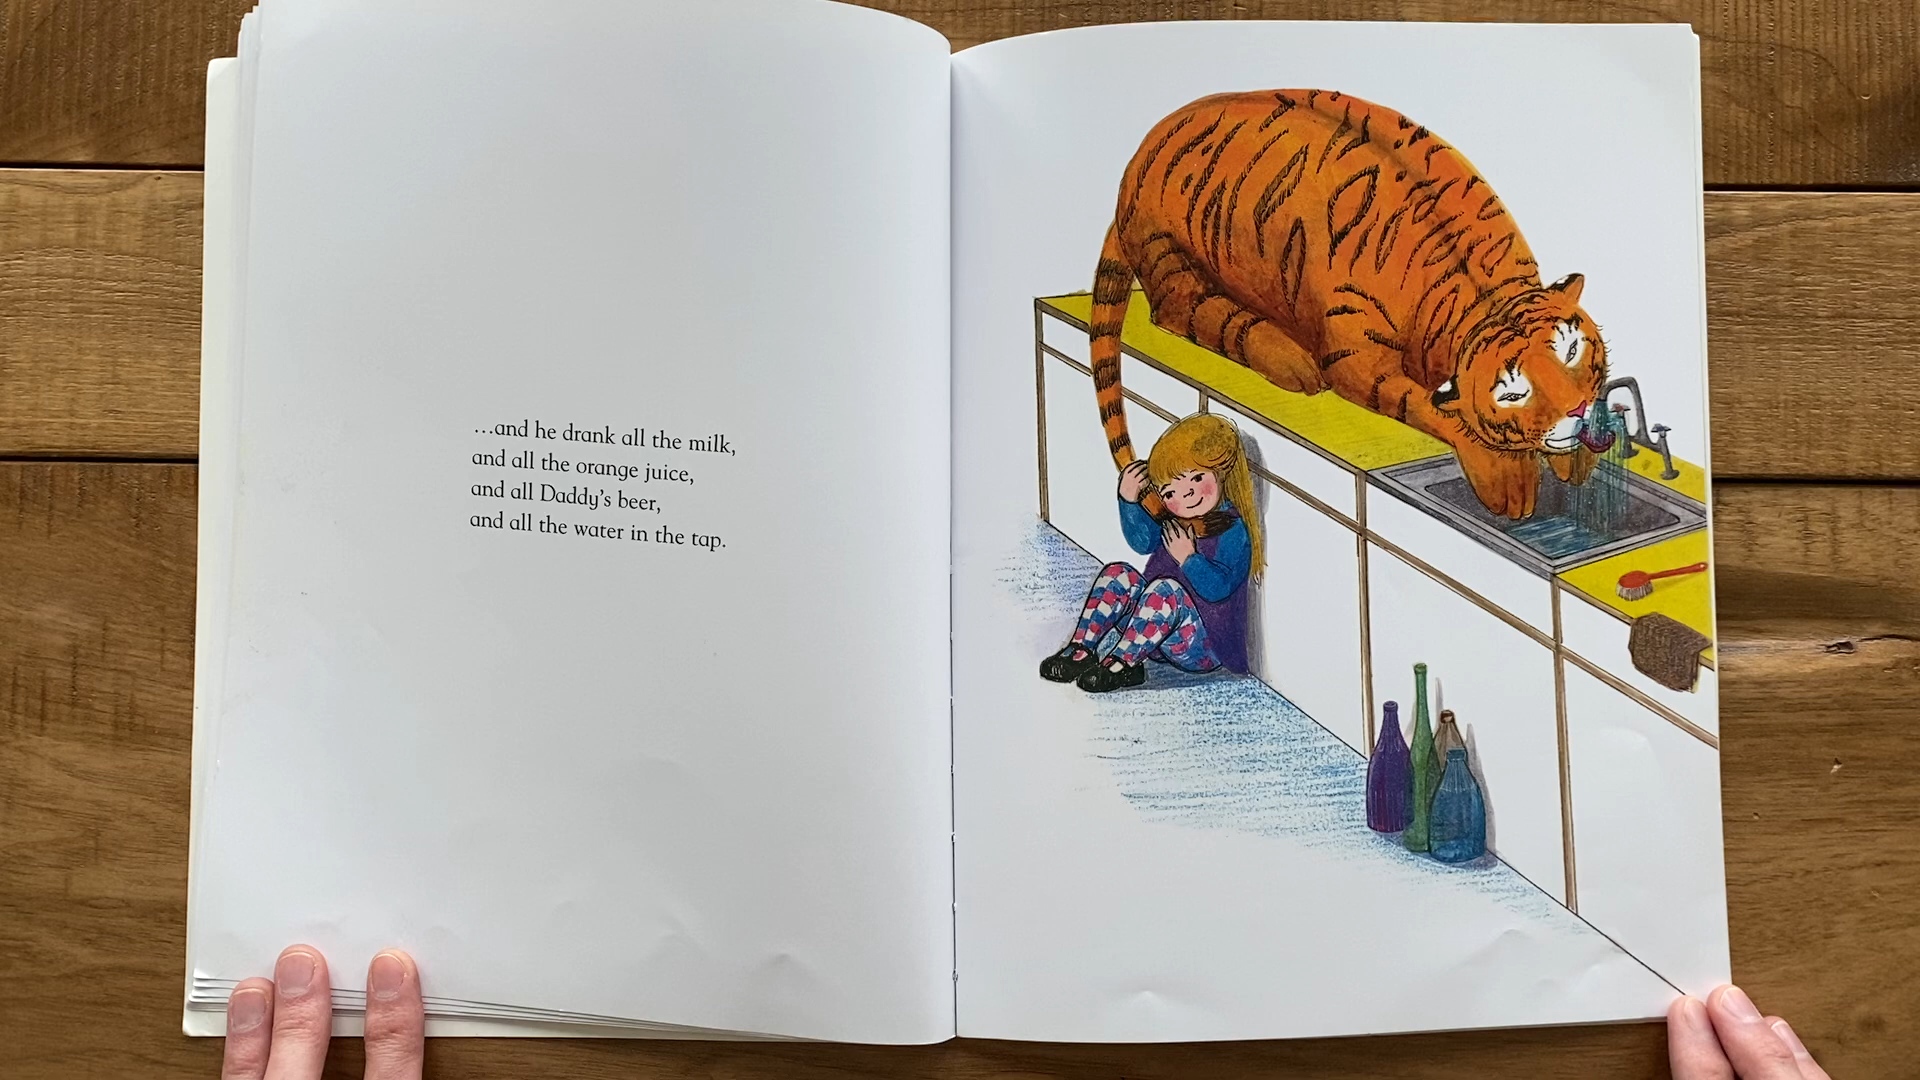 ...and he drank all the milk,
and all the orange juice,
and all Daddy's beer,
and all the water in the tap.